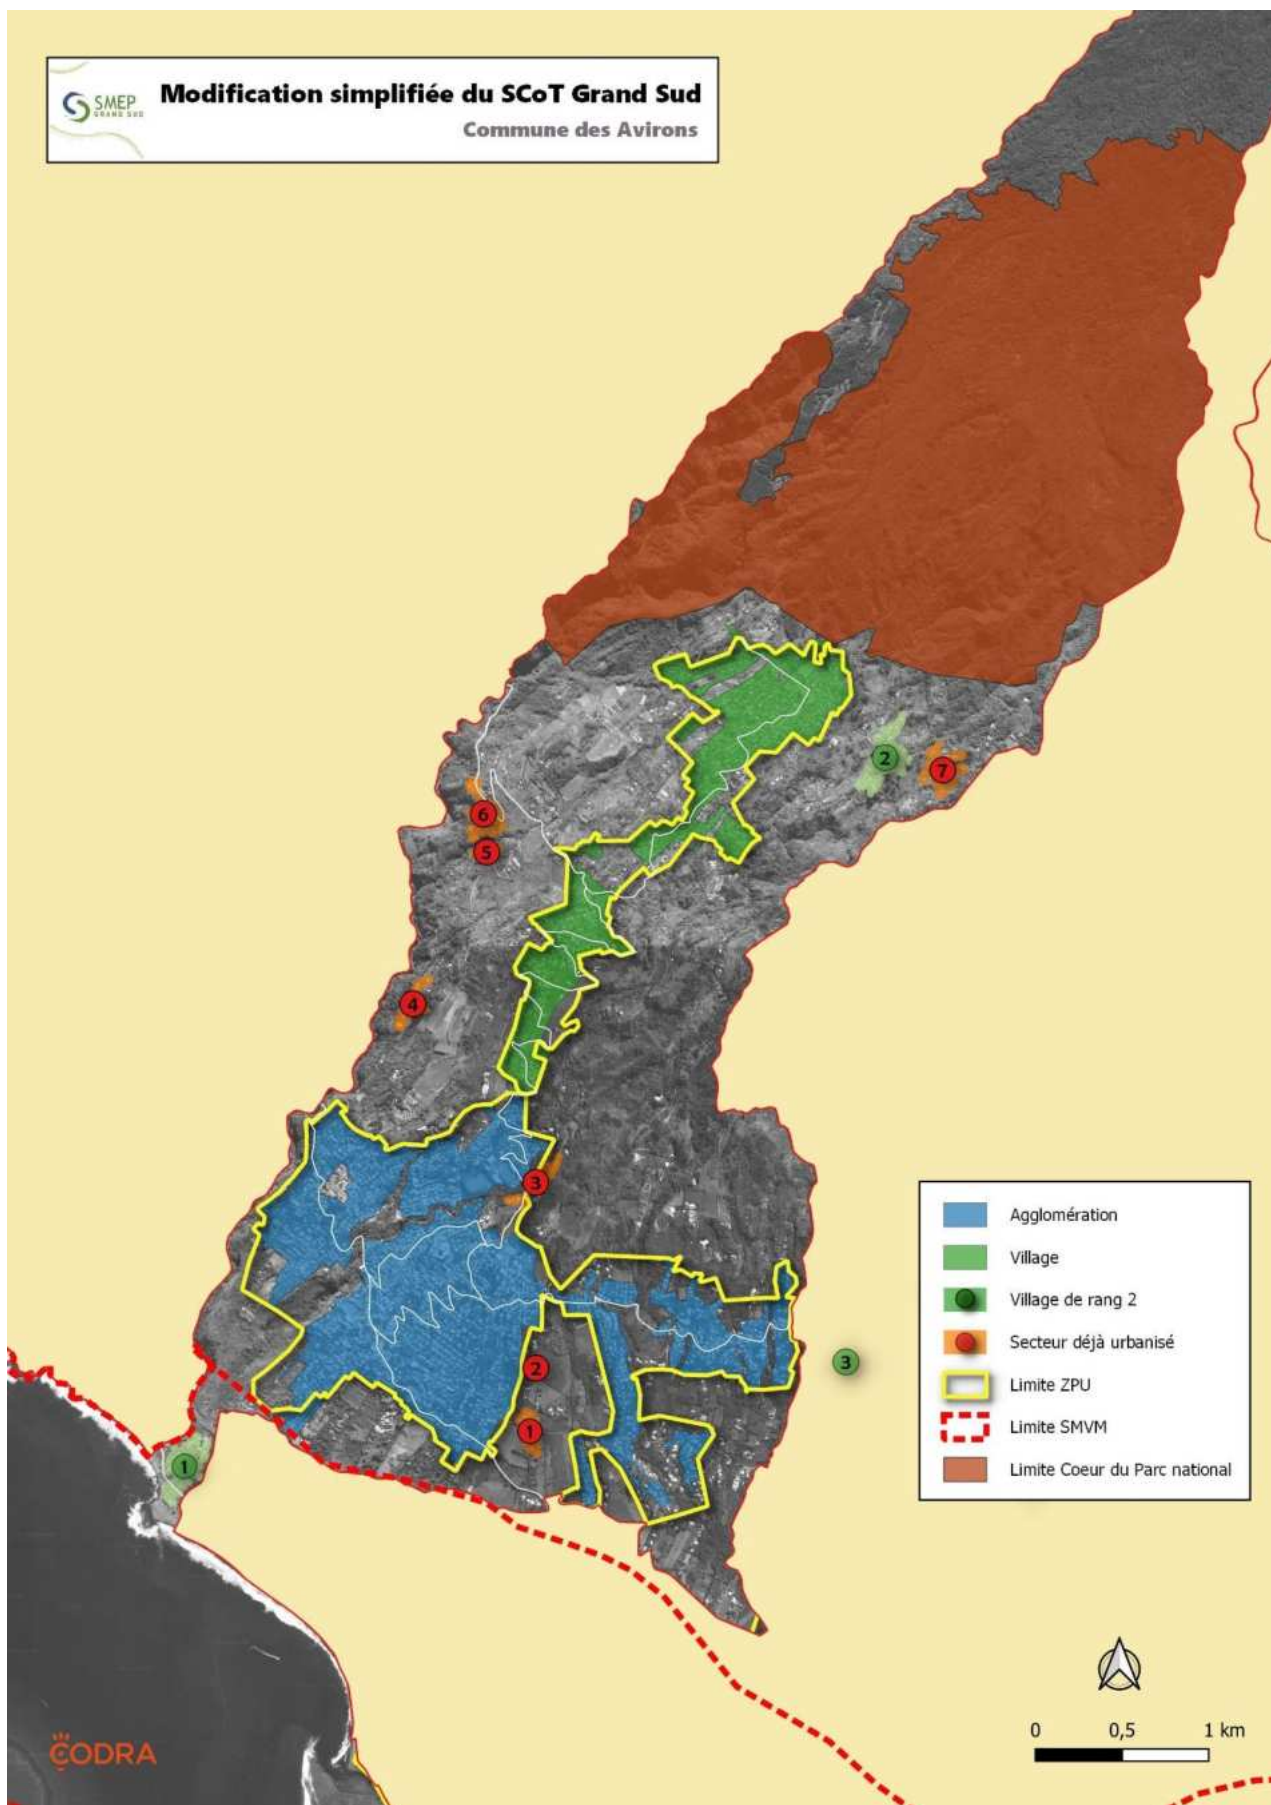 SMEP
GRAND SUD
Modification simplifiée du SCoT Grand Sud
Commune des Avirons
2
7
6
5
4
3
2
1
3
1
Agglomération
Village
Village de rang 2
Secteur déjà urbanisé
Limite ZPU
Limite SMVM
Limite Coeur du Parc national
0 0,5 1 km
CODRA